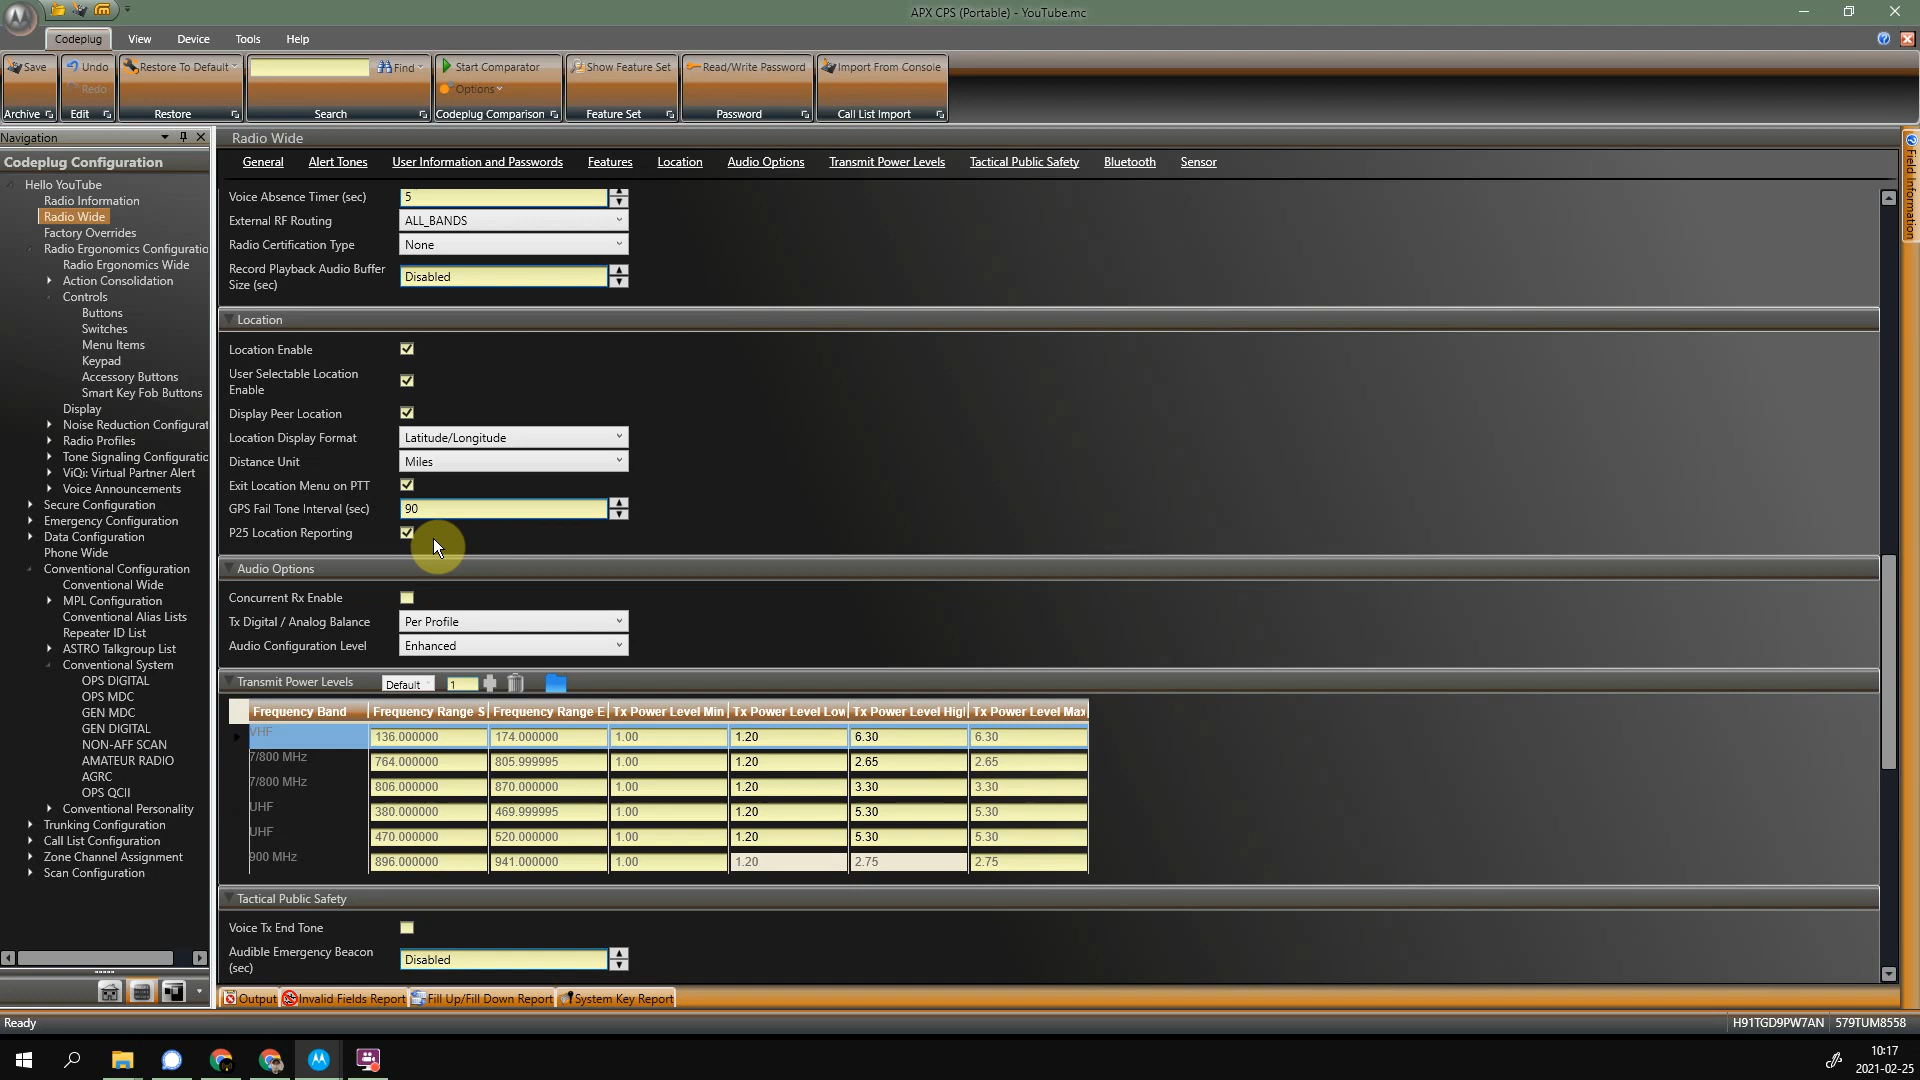 APX CPS (Portable) - YouTube.mc
Codeplug View Device Tools Help
Save Undo Restore To Default Find Start Comparator Show Feature Set Read/Write Password Import From Console
Redo Options
Archive Edit Restore Search Codeplug Comparison Feature Set Password Call List Import
Navigation
Codeplug Configuration
Hello YouTube
Radio Information
Radio Wide
Factory Overrides
Radio Ergonomics Configuratio
Radio Ergonomics Wide
Action Consolidation
Controls
Buttons
Switches
Menu Items
Keypad
Accessory Buttons
Smart Key Fob Buttons
Display
Noise Reduction Configurat
Radio Profiles
Tone Signaling Configuratic
ViQi: Virtual Partner Alert
Voice Announcements
Secure Configuration
Emergency Configuration
Data Configuration
Phone Wide
Conventional Configuration
Conventional Wide
MPL Configuration
Conventional Alias Lists
Repeater ID List
ASTRO Talkgroup List
Conventional System
OPS DIGITAL
OPS MDC
GEN MDC
GEN DIGITAL
NON-AFF SCAN
AMATEUR RADIO
AGRC
OPS QCII
Conventional Personality
Trunking Configuration
Call List Configuration
Zone Channel Assignment
Scan Configuration
Radio Wide
General Alert Tones User Information and Passwords Features Location Audio Options Transmit Power Levels Tactical Public Safety Bluetooth Sensor
Voice Absence Timer (sec) 5
External RF Routing ALL_BANDS
Radio Certification Type None
Record Playback Audio Buffer
Size (sec) Disabled
Location
Location Enable
User Selectable Location
Enable
Display Peer Location
Location Display Format Latitude/Longitude
Distance Unit Miles
Exit Location Menu on PTT
GPS Fail Tone Interval (sec) 90
P25 Location Reporting
Audio Options
Concurrent Rx Enable
Tx Digital / Analog Balance Per Profile
Audio Configuration Level Enhanced
Transmit Power Levels Default 1
Frequency Band Frequency Range S Frequency Range E Tx Power Level Min Tx Power Level Low Tx Power Level High Tx Power Level Max
VHF 136.000000 174.000000 1.00 1.20 6.30 6.30
7/800 MHz 764.000000 805.999995 1.00 1.20 2.65 2.65
7/800 MHz 806.000000 870.000000 1.00 1.20 3.30 3.30
UHF 380.000000 469.999995 1.00 1.20 5.30 5.30
UHF 470.000000 520.000000 1.00 1.20 5.30 5.30
900 MHz 896.000000 941.000000 1.00 1.20 2.75 2.75
Tactical Public Safety
Voice Tx End Tone
Audible Emergency Beacon
(sec) Disabled
Output Invalid Fields Report Fill Up/Fill Down Report System Key Report
Field Information
Ready H91TGD9PW7AN 579TUM8558
10:17
2021-02-25